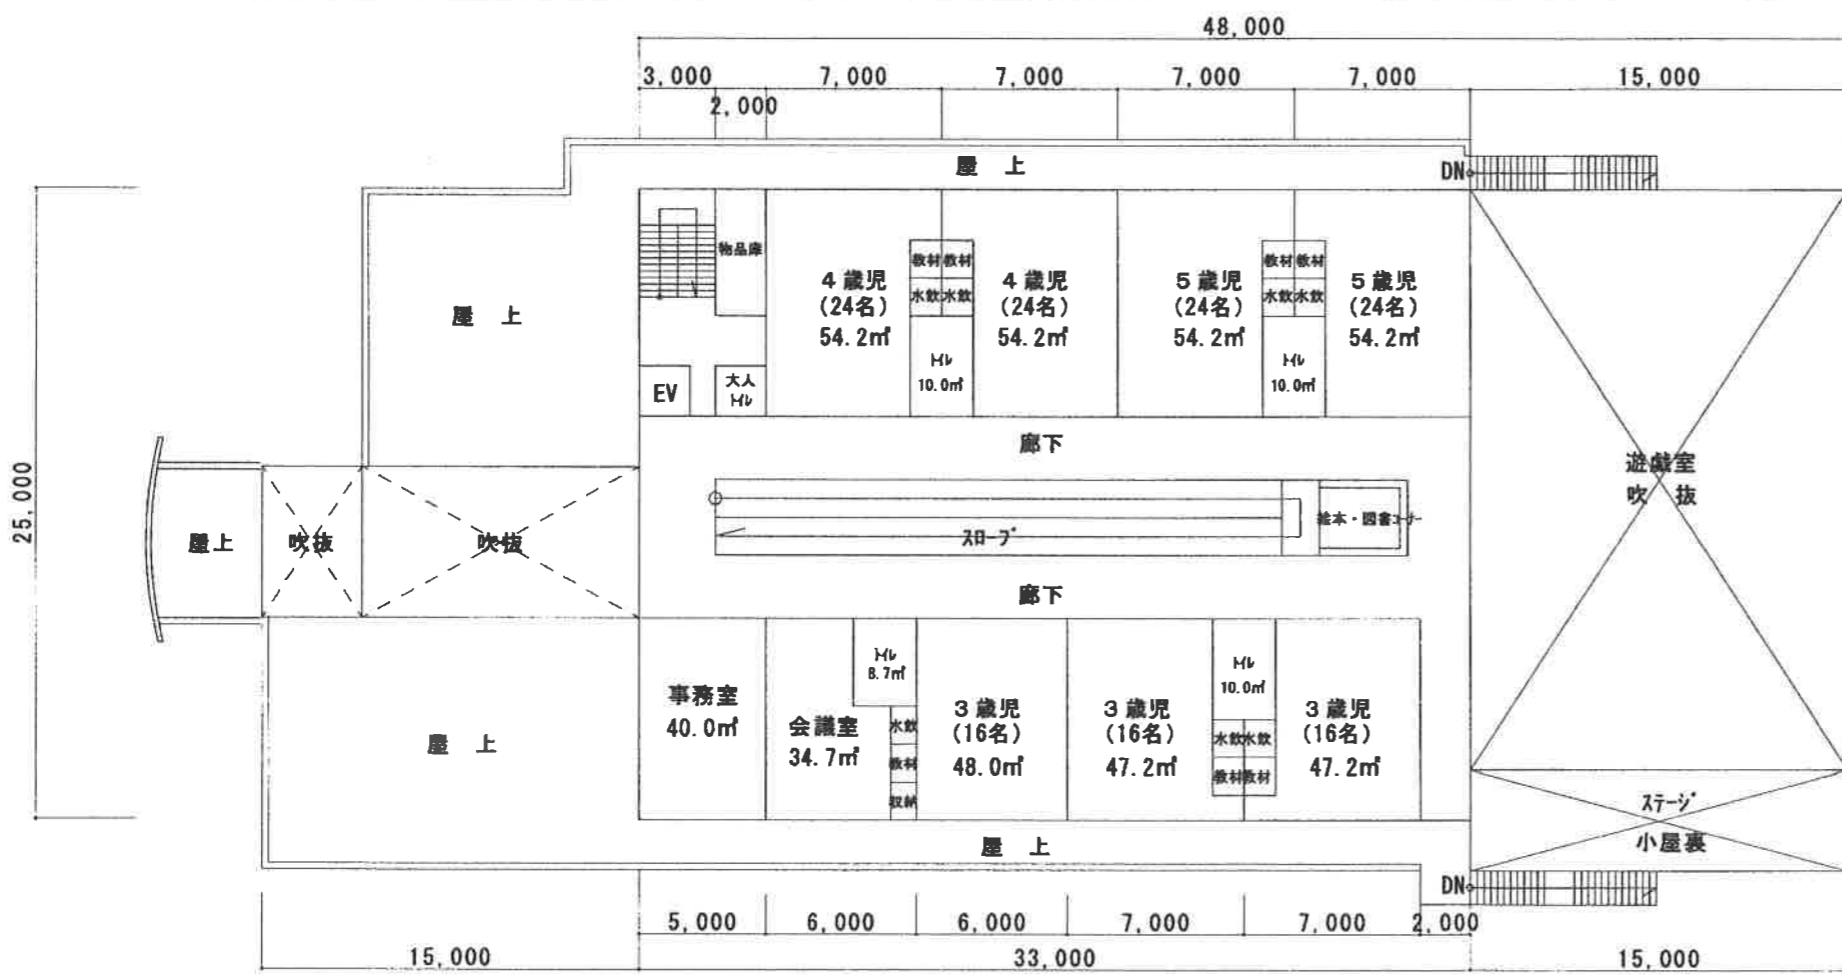 48,000
3,000
7,000
7,000
7,000
7,000
15,000
2,000
屋 上
DN
物品庫
4歳児
(24名)
54.2㎡
教材
教材
水飲
水飲
トイレ
10.0㎡
4歳児
(24名)
54.2㎡
5歳児
(24名)
54.2㎡
教材
教材
水飲
水飲
トイレ
10.0㎡
5歳児
(24名)
54.2㎡
屋 上
EV
大人
トイレ
廊下
遊戯室
吹 抜
25,000
屋上
吹抜
吹抜
スロープ
絵本・図書コーナー
廊下
トイレ
8.7㎡
トイレ
10.0㎡
事務室
40.0㎡
会議室
34.7㎡
水飲
教材
収納
3歳児
(16名)
48.0㎡
3歳児
(16名)
47.2㎡
水飲
水飲
教材
教材
3歳児
(16名)
47.2㎡
屋 上
ステージ
小屋裏
屋 上
DN
5,000
6,000
6,000
7,000
7,000
2,000
15,000
33,000
15,000